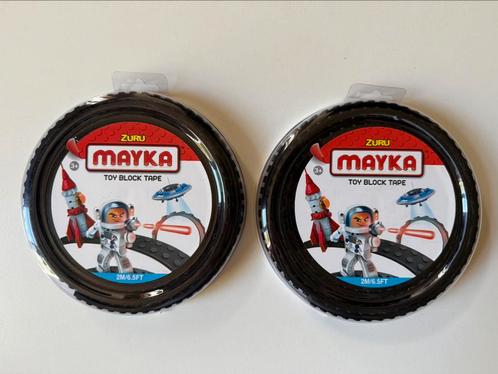 ZURU
MAYKA
TOY BLOCK TAPE
3+
2M/6.5FT
ZURU
MAYKA
TOY BLOCK TAPE
3+
2M/6.5FT